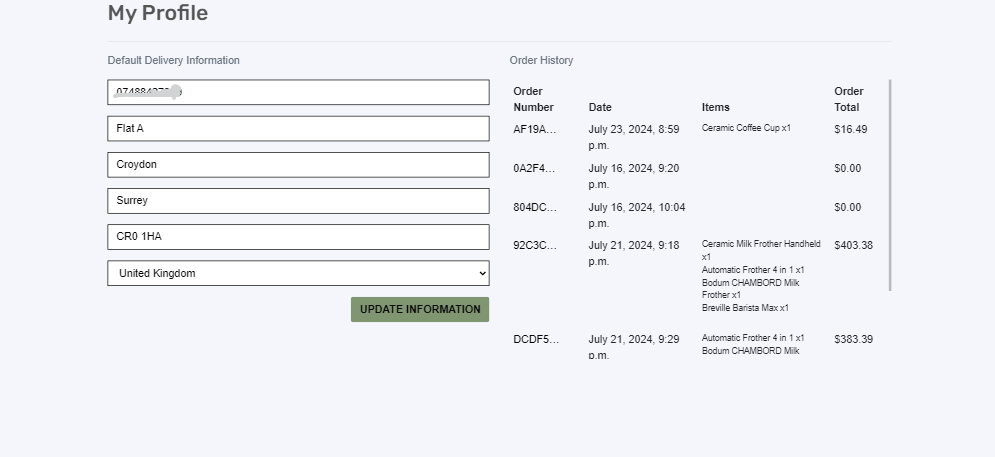 My Profile
Default Delivery Information
Flat A
Croydon
Surrey
CR0 1HA
United Kingdom
UPDATE INFORMATION
Order History
Order Number Date Items Order Total
AF19A... July 23, 2024, 8:59 p.m. Ceramic Coffee Cup x1 $16.49
0A2F4... July 16, 2024, 9:20 p.m. $0.00
804DC... July 16, 2024, 10:04 p.m. $0.00
92C3C... July 21, 2024, 9:18 p.m. Ceramic Milk Frother Handheld x1 $403.38
Automatic Frother 4 in 1 x1
Bodum CHAMBORD Milk
Frother x1
Breville Barista Max x1
DCDF5... July 21, 2024, 9:29 p.m. Automatic Frother 4 in 1 x1 $383.39
Bodum CHAMBORD Milk